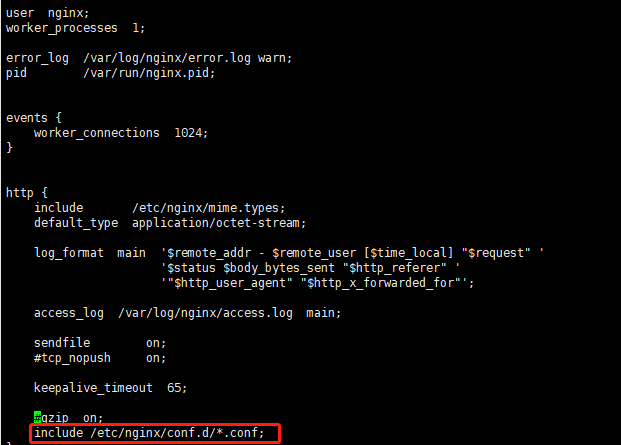 user  nginx;
worker_processes  1;

error_log  /var/log/nginx/error.log warn;
pid        /var/run/nginx.pid;


events {
    worker_connections  1024;
}


http {
    include       /etc/nginx/mime.types;
    default_type  application/octet-stream;

    log_format  main  '$remote_addr - $remote_user [$time_local] "$request" '
                      '$status $body_bytes_sent "$http_referer" '
                      '"$http_user_agent" "$http_x_forwarded_for"';

    access_log  /var/log/nginx/access.log  main;

    sendfile        on;
    #tcp_nopush     on;

    keepalive_timeout  65;

    #gzip  on;
    include /etc/nginx/conf.d/*.conf;
}